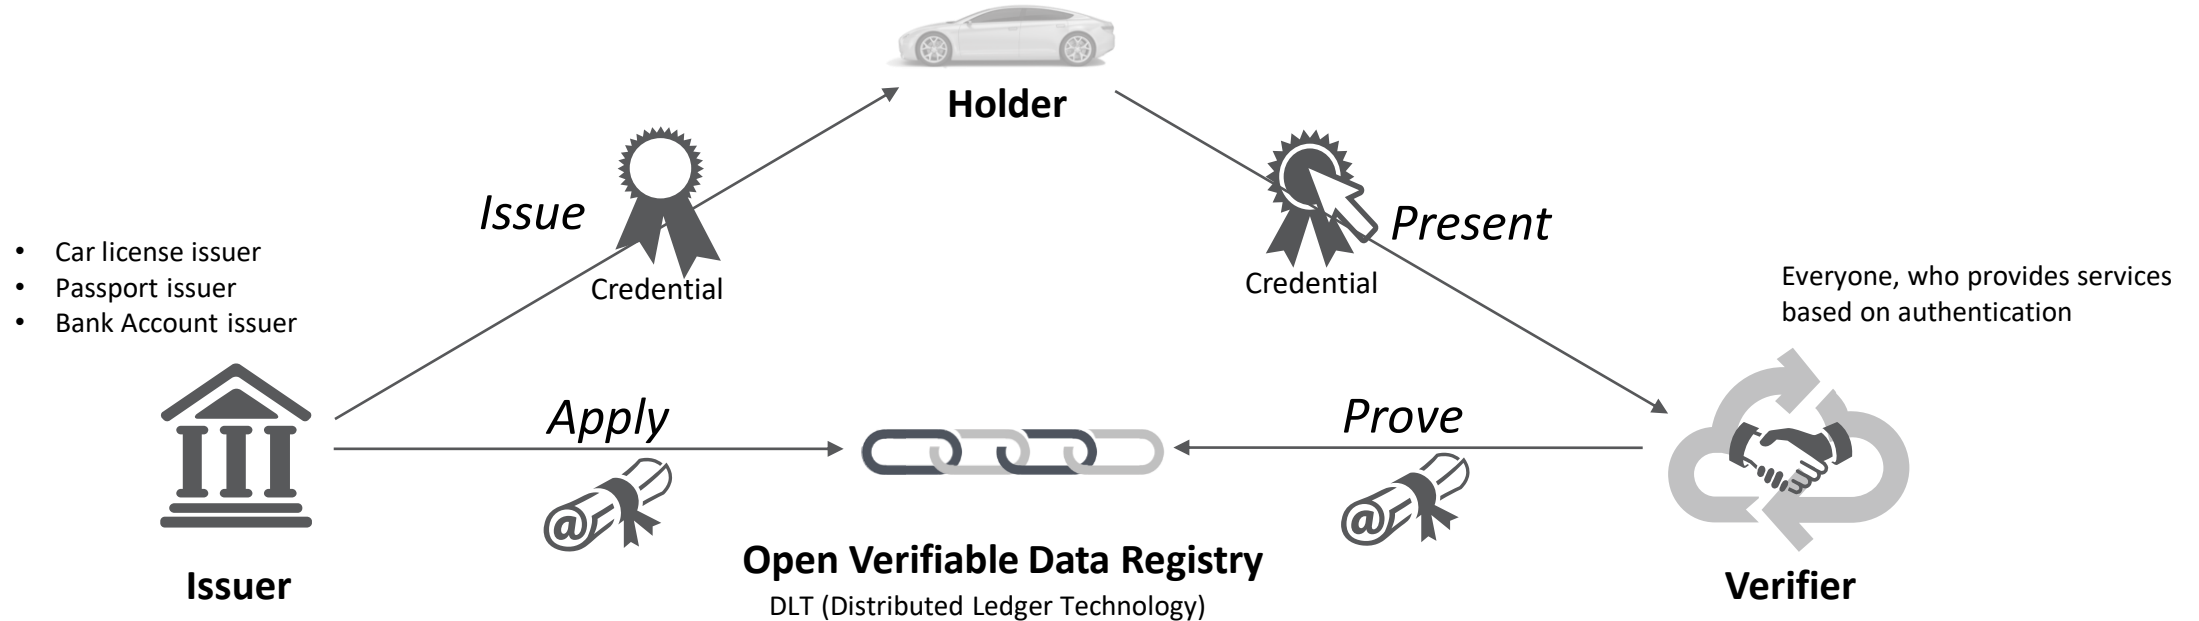 Holder
Issue
Credential
Present
Credential
• Car license issuer
• Passport issuer
• Bank Account issuer
Everyone, who provides services
based on authentication
Apply
@
Prove
@
Issuer
Open Verifiable Data Registry
DLT (Distributed Ledger Technology)
Verifier